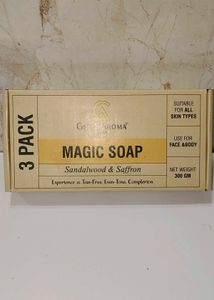 3 PACK
MAGIC SOAP
Sandalwood & Saffron
Experience a Tan-Free, Even-Tone, Complexion
SUITABLE
FOR ALL
SKIN TYPES
USE FOR
FACE &BODY
NET WEIGHT
300 GM